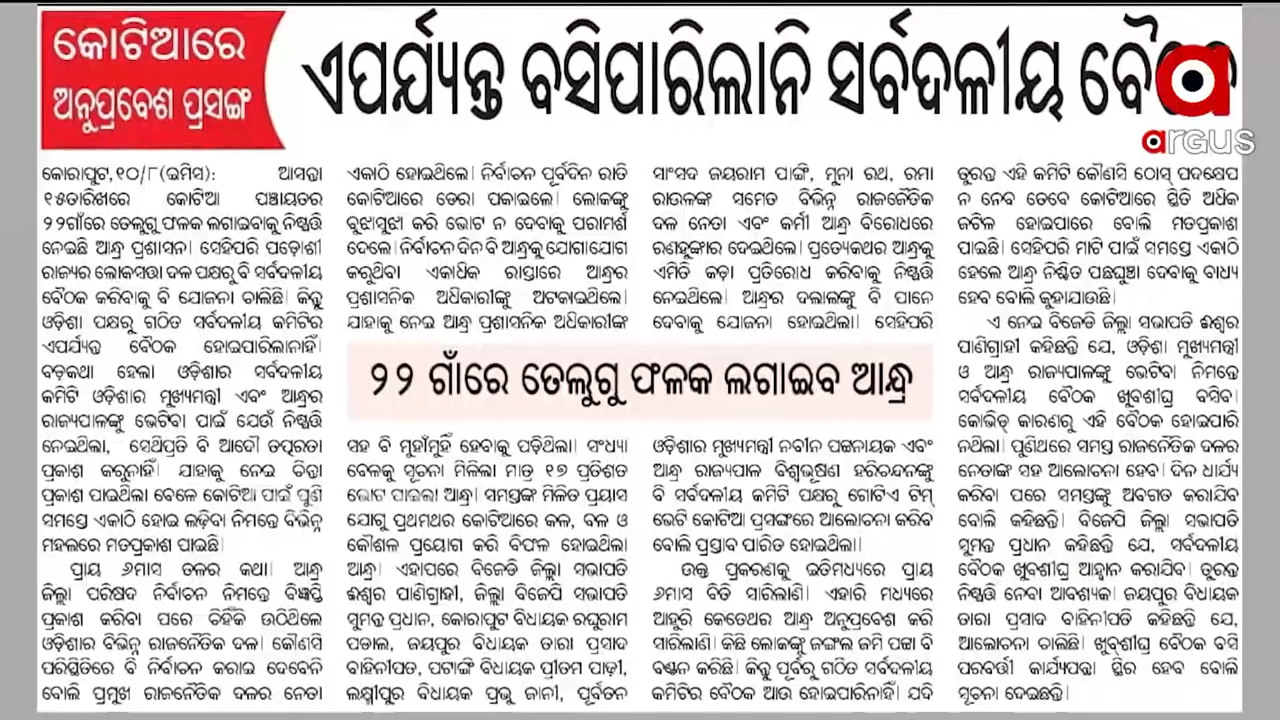 କୋଟିଆରେ
ଅନୁପ୍ରବେଶ ପ୍ରସଙ୍ଗ
ଏପର୍ଯ୍ୟନ୍ତ ବସିପାରିଲାନି ସର୍ବଦଳୀୟ
argus
କୋରାପୁଟ,୧୦/୮(ଇମିସ): ଆସନ୍ତା
୧୫ତାରିଖରେ କୋଟିଆ ପଞ୍ଚାୟତର
୨୨ଗାଁରେ ତେଲୁଗୁ ଫଳକ ଲଗାଇବାକୁ ନିଷ୍ପତ୍ତି
ନେଇଛି ଆନ୍ଧ୍ର ପ୍ରଶାସନ। ସେହିପରି ପଡ଼ୋଶୀ
ରାଜ୍ୟର ଲୋକସତ୍ତା ଦଳ ପକ୍ଷରୁ ବି ସର୍ବଦଳୀୟ
ବୈଠକ କରିବାକୁ ବି ଯୋଜନା ଚାଲିଛି। କିନ୍ତୁ
ଓଡ଼ିଶା ପକ୍ଷରୁ ଗଠିତ ସର୍ବଦଳୀୟ କମିଟିର
ଏପର୍ଯ୍ୟନ୍ତ ବୈଠକ ହୋଇପାରିଲାନାହିଁ।
ବଡ଼କଥା ହେଲା ଓଡ଼ିଶାର ସର୍ବଦଳୀୟ
କମିଟି ଓଡ଼ିଶାର ମୁଖ୍ୟମନ୍ତ୍ରୀ ଏବଂ ଆନ୍ଧ୍ରର
ରାଜ୍ୟପାଳଙ୍କୁ ଭେଟିବା ପାଇଁ ଯେଉଁ ନିଷ୍ପତ୍ତି
ନେଇଥିଲା, ସେଥିପ୍ରତି ବି ଆଦୌ ତତ୍ପରତା
ପ୍ରକାଶ କରୁନାହିଁ। ଯାହାକୁ ନେଇ ଚିନ୍ତା
ପ୍ରକାଶ ପାଇଥିଲା ବେଳେ କୋଟିଆ ପାଇଁ ପୁଣି
ସମସ୍ତେ ଏକାଠି ହୋଇ ଲଢ଼ିବା ନିମନ୍ତେ ବିଭିନ୍ନ
ମହଲରେ ମତପ୍ରକାଶ ପାଇଛି।
ପ୍ରାୟ ୬ମାସ ତଳର କଥା। ଆନ୍ଧ୍ର
ଜିଲ୍ଲା ପରିଷଦ ନିର୍ବାଚନ ନିମନ୍ତେ ବିଜ୍ଞପ୍ତି
ପ୍ରକାଶ କରିବା ପରେ ଚିହିଁକି ଉଠିଥିଲେ
ଓଡ଼ିଶାର ବିଭିନ୍ନ ରାଜନୈତିକ ଦଳ। କୌଣସି
ପରିସ୍ଥିତିରେ ବି ନିର୍ବାଚନ କରାଇ ଦେବେନି
ବୋଲି ପ୍ରମୁଖ ରାଜନୈତିକ ଦଳର ନେତା
ଏକାଠି ହୋଇଥିଲେ। ନିର୍ବାଚନ ପୂର୍ବଦିନ ରାତି
କୋଟିଆରେ ଡେରା ପକାଇଲେ। ଲୋକଙ୍କୁ
ବୁଝାସୁଝା କରି ଭୋଟ ନ ଦେବାକୁ ପରାମର୍ଶ
ଦେଲେ। ନିର୍ବାଚନ ଦିନ ବି ଆନ୍ଧ୍ରକୁ ଯୋଗାଯୋଗ
କରୁଥିବା ଏକାଧିକ ରାସ୍ତାରେ ଆନ୍ଧ୍ରର
ପ୍ରଶାସନିକ ଅଧିକାରୀଙ୍କୁ ଅଟକାଇଥିଲେ।
ଯାହାକୁ ନେଇ ଆନ୍ଧ୍ର ପ୍ରଶାସନିକ ଅଧିକାରୀଙ୍କ
ସାଂସଦ ଜୟରାମ ପାଙ୍ଗି, ମୁନା ରଥ, ରମା
ରାଉଳଙ୍କ ସମେତ ବିଭିନ୍ନ ରାଜନୈତିକ
ଦଳ ନେତା ଏବଂ କର୍ମୀ ଆନ୍ଧ୍ର ବିରୋଧରେ
ରଣହୁଙ୍କାର ଦେଇଥିଲେ। ପ୍ରତ୍ୟେକଥର ଆନ୍ଧ୍ରକୁ
ଏମିତି କଡ଼ା ପ୍ରତିରୋଧ କରିବାକୁ ନିଷ୍ପତ୍ତି
ନେଇଥିଲେ। ଆନ୍ଧ୍ରର ଦଲାଲଙ୍କୁ ବି ପାନେ
ଦେବାକୁ ଯୋଜନା ହୋଇଥିଲା। ସେହିପରି
୨୨ ଗାଁରେ ତେଲୁଗୁ ଫଳକ ଲଗାଇବ ଆନ୍ଧ୍ର
ସହ ବି ମୁହାଁମୁହିଁ ହେବାକୁ ପଡ଼ିଥିଲା। ସଂଧ୍ୟା
ବେଳକୁ ସୂଚନା ମିଳିଲା ମାତ୍ର ୧୭ ପ୍ରତିଶତ
ଭୋଟ ପାଇଲା ଆନ୍ଧ୍ର। ସମସ୍ତଙ୍କ ମିଳିତ ପ୍ରୟାସ
ଯୋଗୁ ପ୍ରଥମଥର କୋଟିଆରେ କଳ, ବଳ ଓ
କୌଶଳ ପ୍ରୟୋଗ କରି ବିଫଳ ହୋଇଥିଲା
ଆନ୍ଧ୍ର। ଏହାପରେ ବିଜେଡି ଜିଲ୍ଲା ସଭାପତି
ଈଶ୍ୱର ପାଣିଗ୍ରାହୀ, ଜିଲ୍ଲା ବିଜେପି ସଭାପତି
ସୁମନ୍ତ ପ୍ରଧାନ, କୋରାପୁଟ ବିଧାୟକ ରଘୁରାମ
ପଡାଲ, ଜୟପୁର ବିଧାୟକ ତାରା ପ୍ରସାଦ
ବାହିନୀପତି, ପଟାଙ୍ଗି ବିଧାୟକ ପ୍ରୀତମ ପାଢ଼ୀ,
ଲକ୍ଷ୍ମୀପୁର ବିଧାୟକ ପ୍ରଭୁ ଜାନୀ, ପୂର୍ବତନ
ଓଡ଼ିଶାର ମୁଖ୍ୟମନ୍ତ୍ରୀ ନବୀନ ପଟ୍ଟନାୟକ ଏବଂ
ଆନ୍ଧ୍ର ରାଜ୍ୟପାଳ ବିଶ୍ୱଭୂଷଣ ହରିଚନ୍ଦନଙ୍କୁ
ବି ସର୍ବଦଳୀୟ କମିଟି ପକ୍ଷରୁ ଗୋଟିଏ ଟିମ୍
ଭେଟି କୋଟିଆ ପ୍ରସଙ୍ଗରେ ଆଲୋଚନା କରିବ
ବୋଲି ପ୍ରସ୍ତାବ ପାରିତ ହୋଇଥିଲା।
ଉକ୍ତ ପ୍ରକରଣକୁ ଇତିମଧ୍ୟରେ ପ୍ରାୟ
୬ମାସ ବିତି ସାରିଲାଣି। ଏହାରି ମଧ୍ୟରେ
ଆହୁରି କେତେଥର ଆନ୍ଧ୍ର ଅନୁପ୍ରବେଶ କରି
ସାରିଲାଣି। କିଛି ଲୋକଙ୍କୁ ଜଙ୍ଗଲ ଜମି ପଟ୍ଟା ବି
ବଣ୍ଟନ କରିଛି। କିନ୍ତୁ ପୂର୍ବରୁ ଗଠିତ ସର୍ବଦଳୀୟ
କମିଟିର ବୈଠକ ଆଉ ହୋଇପାରିନାହିଁ। ଯଦି
ତୁରନ୍ତ ଏହି କମିଟି କୌଣସି ଠୋସ୍ ପଦକ୍ଷେପ
ନ ନେବ ତେବେ କୋଟିଆରେ ସ୍ଥିତି ଅଧିକ
ଜଟିଳ ହୋଇପାରେ ବୋଲି ମତପ୍ରକାଶ
ପାଇଛି। ସେହିପରି ମାଟି ପାଇଁ ସମସ୍ତେ ଏକାଠି
ହେଲେ ଆନ୍ଧ୍ର ନିଶ୍ଚିତ ପଛଘୁଞ୍ଚା ଦେବାକୁ ବାଧ୍ୟ
ହେବ ବୋଲି କୁହାଯାଉଛି।
ଏ ନେଇ ବିଜେଡି ଜିଲ୍ଲା ସଭାପତି ଈଶ୍ୱର
ପାଣିଗ୍ରାହୀ କହିଛନ୍ତି ଯେ, ଓଡ଼ିଶା ମୁଖ୍ୟମନ୍ତ୍ରୀ
ଓ ଆନ୍ଧ୍ର ରାଜ୍ୟପାଳଙ୍କୁ ଭେଟିବା ନିମନ୍ତେ
ସର୍ବଦଳୀୟ ବୈଠକ ଖୁବଶୀଘ୍ର ବସିବ।
କୋଭିଡ୍ କାରଣରୁ ଏହି ବୈଠକ ହୋଇପାରି
ନଥିଲା। ପୁଣିଥରେ ସମସ୍ତ ରାଜନୈତିକ ଦଳର
ନେତାଙ୍କ ସହ ଆଲୋଚନା ହେବ। ଦିନ ଧାର୍ଯ୍ୟ
କରିବା ପରେ ସମସ୍ତଙ୍କୁ ଅବଗତ କରାଯିବ
ବୋଲି କହିଛନ୍ତି। ବିଜେପି ଜିଲ୍ଲା ସଭାପତି
ସୁମନ୍ତ ପ୍ରଧାନ କହିଛନ୍ତି ଯେ, ସର୍ବଦଳୀୟ
ବୈଠକ ଖୁବଶୀଘ୍ର ଆହ୍ୱାନ କରାଯିବ। ତୁରନ୍ତ
ନିଷ୍ପତ୍ତି ନେବା ଆବଶ୍ୟକ। ଜୟପୁର ବିଧାୟକ
ତାରା ପ୍ରସାଦ ବାହିନୀପତି କହିଛନ୍ତି ଯେ,
ଆଲୋଚନା ଚାଲିଛି। ଖୁବ୍‌ଶୀଘ୍ର ବୈଠକ ବସି
ପରବର୍ତ୍ତୀ କାର୍ଯ୍ୟପନ୍ଥା ସ୍ଥିର ହେବ ବୋଲି
ସୂଚନା ଦେଇଛନ୍ତି।